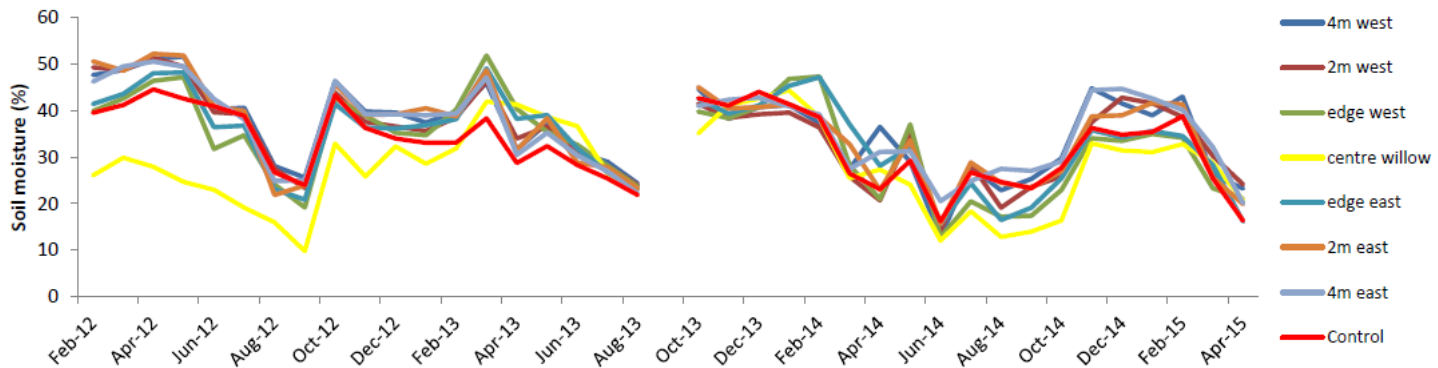 60
50
40
30
20
10
0
Soil moisture (%)
Feb-12
Apr-12
Jun-12
Aug-12
Oct-12
Dec-12
Feb-13
Apr-13
Jun-13
Aug-13
Oct-13
Dec-13
Feb-14
Apr-14
Jun-14
Aug-14
Oct-14
Dec-14
Feb-15
Apr-15
4m west
2m west
edge west
centre willow
edge east
2m east
4m east
Control